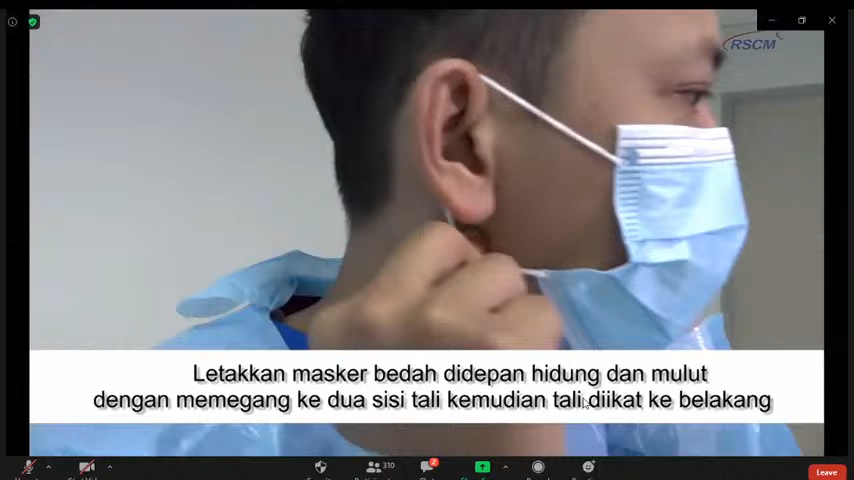 RSCM
Letakkan masker bedah didepan hidung dan mulut
dengan memegang ke dua sisi tali kemudian tali diikat ke belakang
310
2
Leave